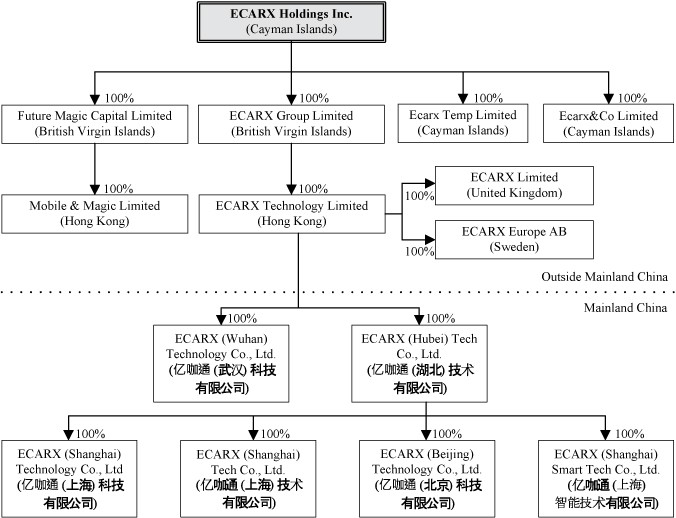 ECARX Holdings Inc.
(Cayman Islands)
100%
100%
100%
100%
Future Magic Capital Limited
(British Virgin Islands)
ECARX Group Limited
(British Virgin Islands)
Ecarx Temp Limited
(Cayman Islands)
Ecarx&Co Limited
(Cayman Islands)
100%
100%
Mobile & Magic Limited
(Hong Kong)
ECARX Technology Limited
(Hong Kong)
100%
ECARX Limited
(United Kingdom)
100%
ECARX Europe AB
(Sweden)
Outside Mainland China
Mainland China
100%
100%
ECARX (Wuhan)
Technology Co., Ltd.
(亿咖通 (武汉) 科技
有限公司)
ECARX (Hubei) Tech
Co., Ltd.
(亿咖通 (湖北) 技术
有限公司)
100%
100%
100%
100%
ECARX (Shanghai)
Technology Co., Ltd
(亿咖通 (上海) 科技
有限公司)
ECARX (Shanghai)
Tech Co., Ltd.
(亿咖通 (上海) 技术
有限公司)
ECARX (Beijing)
Technology Co., Ltd.
(亿咖通 (北京) 科技
有限公司)
ECARX (Shanghai)
Smart Tech Co., Ltd.
(亿咖通 (上海)
智能技术有限公司)